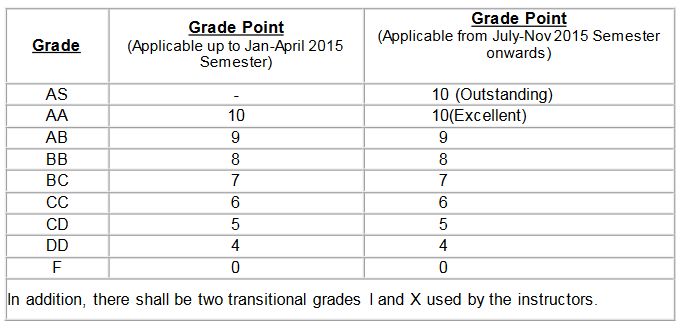 Grade
Grade Point
(Applicable up to Jan-April 2015
Semester)
Grade Point
(Applicable from July-Nov 2015 Semester
onwards)
AS - 10 (Outstanding)
AA 10 10(Excellent)
AB 9 9
BB 8 8
BC 7 7
CC 6 6
CD 5 5
DD 4 4
F 0 0
In addition, there shall be two transitional grades I and X used by the instructors.